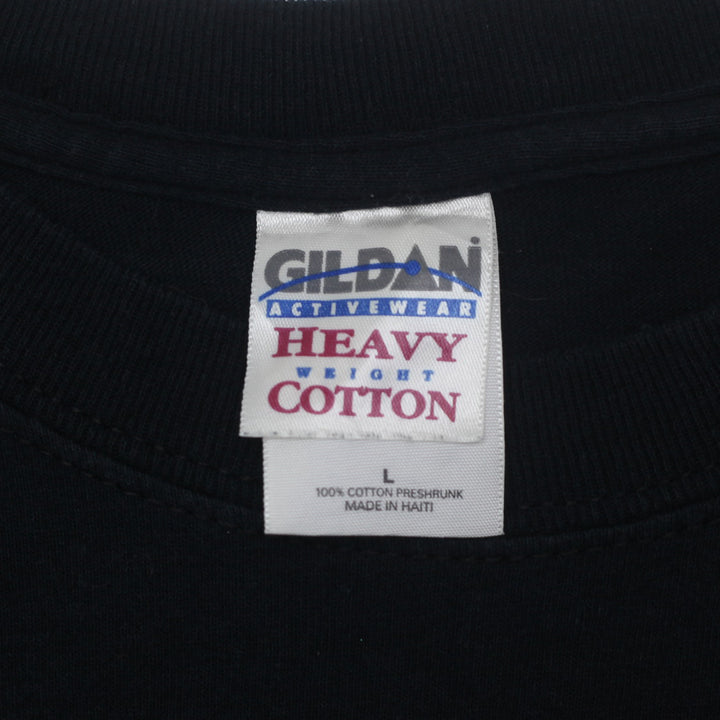 GILDAN
ACTIVEWEAR
HEAVY
WEIGHT
COTTON
L
100% COTTON PRESHRUNK
MADE IN HAITI